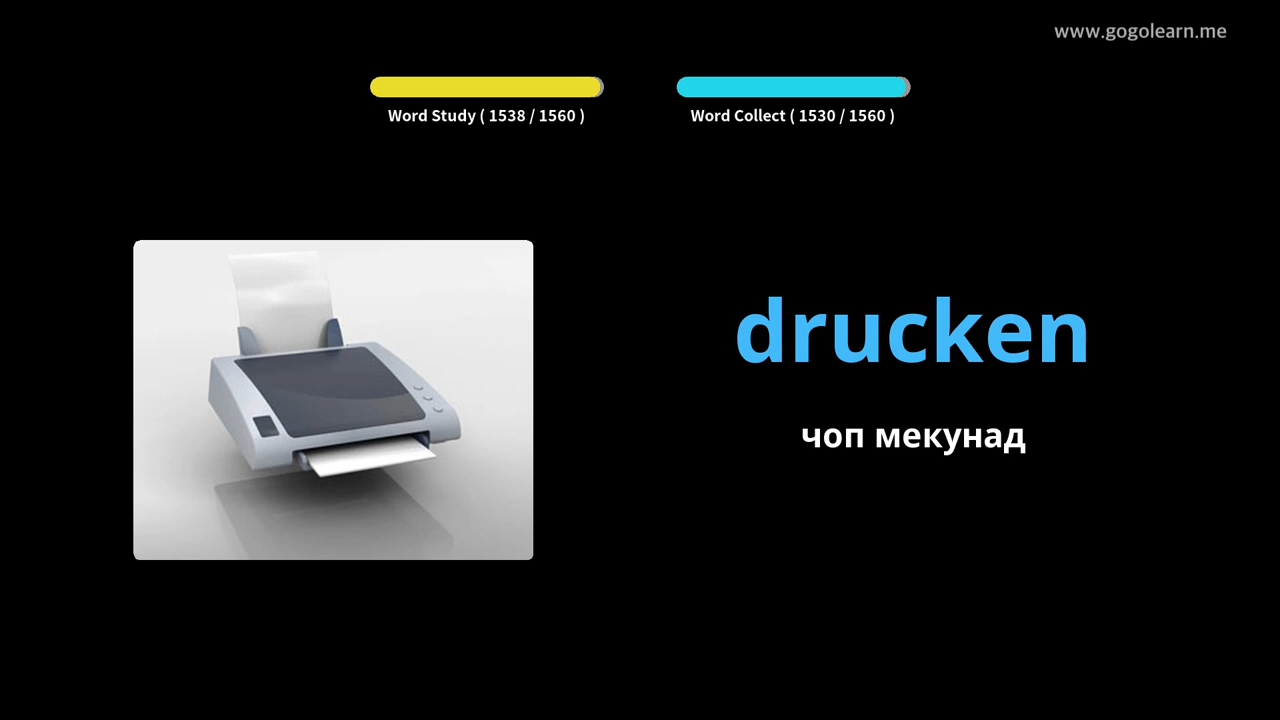 www.gogolearn.me
Word Study ( 1538 / 1560 )
Word Collect ( 1530 / 1560 )
drucken
чоп мекунад